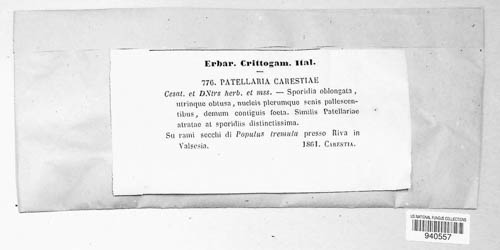 Erbar. Crittogam. Ital.
776. PATELLARIA CARESTIAE
Cesat. et DNtrs herb. et mss. — Sporidia oblongata,
utrinque obtusa, nucleis plerumque senis pallescen-
tibus, demum contiguis foeta. Similis Patellariae
atratae at sporidiis distinctissima.
Su rami secchi di Populus tremula presso Riva in
Valsesia. 1861. CARESTIA.
US NATIONAL FUNGUS COLLECTIONS
940557